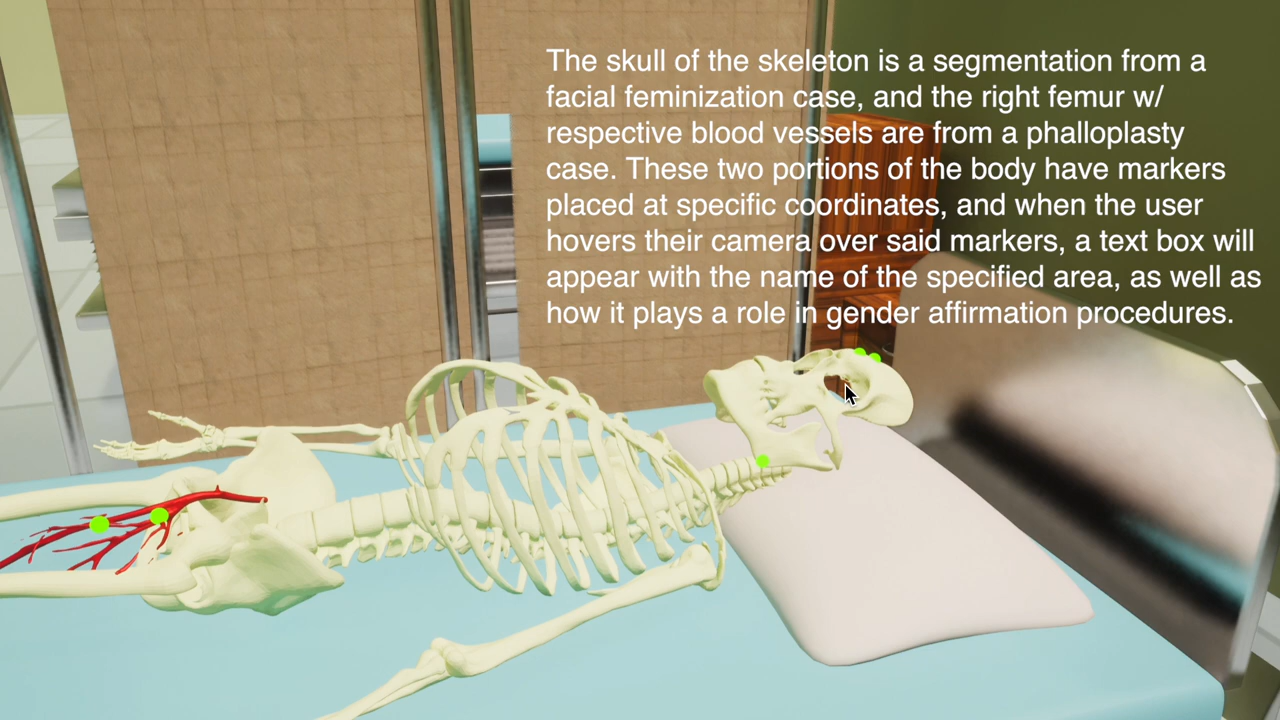 The skull of the skeleton is a segmentation from a
facial feminization case, and the right femur w/
respective blood vessels are from a phalloplasty
case. These two portions of the body have markers
placed at specific coordinates, and when the user
hovers their camera over said markers, a text box will
appear with the name of the specified area, as well as
how it plays a role in gender affirmation procedures.